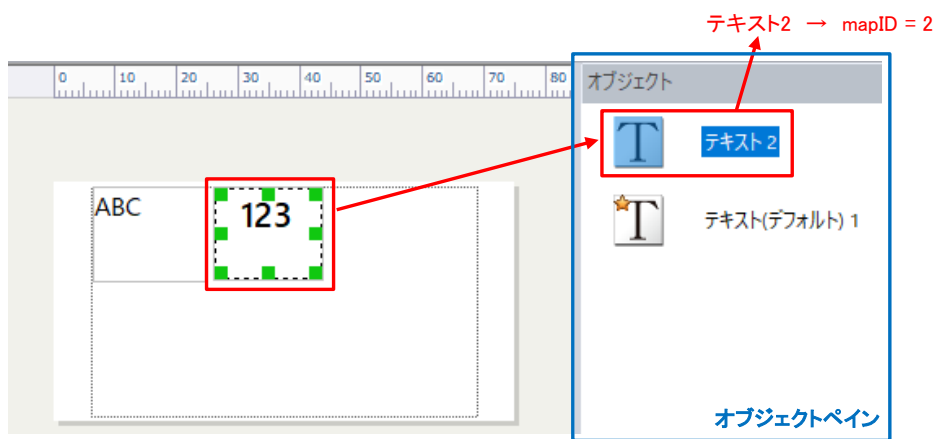 テキスト2 → mapID = 2
0 10 20 30 40 50 60 70 80
オブジェクト
テキスト 2
ABC
123
テキスト(デフォルト) 1
オブジェクトペイン